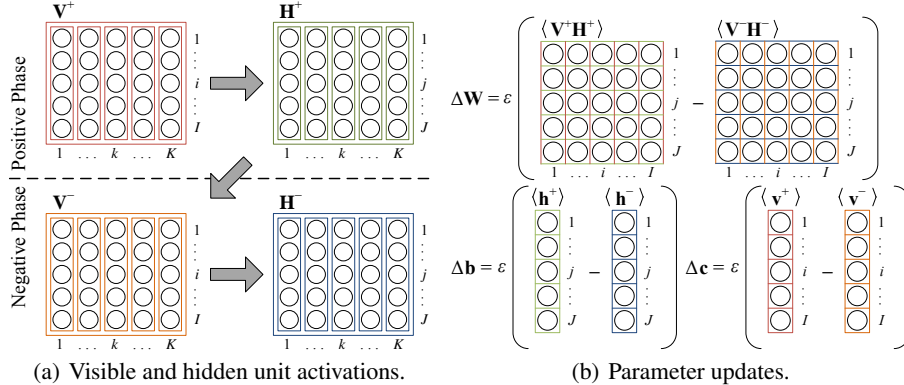 Positive Phase
V+
1
⋮
i
⋮
I
1 ... k ... K
H+
1
⋮
j
⋮
J
1 ... k ... K
Negative Phase
V-
1
⋮
i
⋮
I
1 ... k ... K
H-
1
⋮
j
⋮
J
1 ... k ... K
(a) Visible and hidden unit activations.
ΔW = ε
⟨V+H+⟩
1
⋮
j
⋮
J
1 ... i ... I
−
⟨V-H-⟩
1
⋮
j
⋮
J
1 ... i ... I
Δb = ε
⟨h+⟩
1
⋮
j
⋮
J
−
⟨h-⟩
1
⋮
j
⋮
J
Δc = ε
⟨v+⟩
1
⋮
i
⋮
I
−
⟨v-⟩
1
⋮
i
⋮
I
(b) Parameter updates.